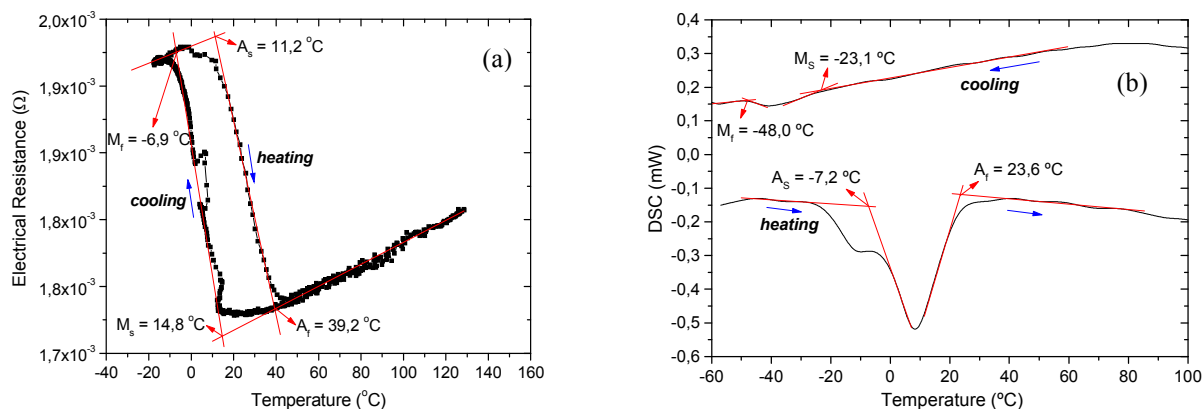 2,0x10⁻³
1,9x10⁻³
1,9x10⁻³
1,8x10⁻³
1,8x10⁻³
1,7x10⁻³
Electrical Resistance (Ω)
-40 -20 0 20 40 60 80 100 120 140 160
Temperature (°C)
(a)
A_s = 11,2 °C
M_f = -6,9 °C
heating
cooling
M_s = 14,8 °C
A_f = 39,2 °C
0,4
0,3
0,2
0,1
0,0
-0,1
-0,2
-0,3
-0,4
-0,5
-0,6
DSC (mW)
-60 -40 -20 0 20 40 60 80 100
Temperature (ºC)
(b)
M_S = -23,1 ºC
cooling
M_f = -48,0 ºC
A_S = -7,2 ºC
A_f = 23,6 ºC
heating